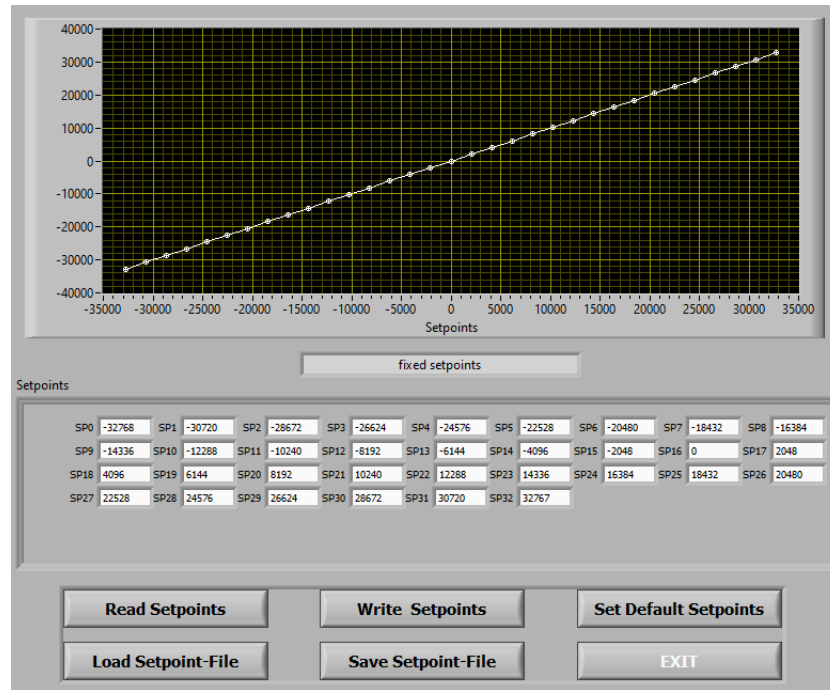 40000
30000
20000
10000
0
-10000
-20000
-30000
-40000
-35000 -30000 -25000 -20000 -15000 -10000 -5000 0 5000 10000 15000 20000 25000 30000 35000
Setpoints
fixed setpoints
Setpoints
SP0 -32768 SP1 -30720 SP2 -28672 SP3 -26624 SP4 -24576 SP5 -22528 SP6 -20480 SP7 -18432 SP8 -16384
SP9 -14336 SP10 -12288 SP11 -10240 SP12 -8192 SP13 -6144 SP14 -4096 SP15 -2048 SP16 0 SP17 2048
SP18 4096 SP19 6144 SP20 8192 SP21 10240 SP22 12288 SP23 14336 SP24 16384 SP25 18432 SP26 20480
SP27 22528 SP28 24576 SP29 26624 SP30 28672 SP31 30720 SP32 32767
Read Setpoints Write Setpoints Set Default Setpoints
Load Setpoint-File Save Setpoint-File EXIT